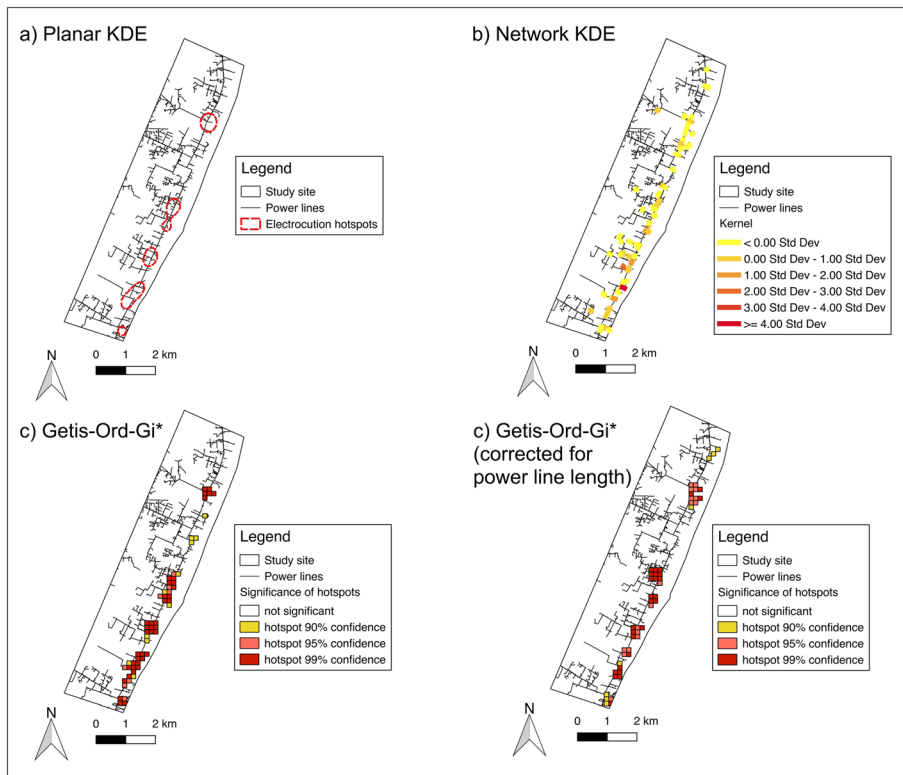 a) Planar KDE
Legend
Study site
Power lines
Electrocution hotspots
N
0 1 2 km
b) Network KDE
Legend
Study site
Power lines
Kernel
< 0.00 Std Dev
0.00 Std Dev - 1.00 Std Dev
1.00 Std Dev - 2.00 Std Dev
2.00 Std Dev - 3.00 Std Dev
3.00 Std Dev - 4.00 Std Dev
>= 4.00 Std Dev
N
0 1 2 km
c) Getis-Ord-Gi*
Legend
Study site
Power lines
Significance of hotspots
not significant
hotspot 90% confidence
hotspot 95% confidence
hotspot 99% confidence
N
0 1 2 km
c) Getis-Ord-Gi*
(corrected for
power line length)
Legend
Study site
Power lines
Significance of hotspots
not significant
hotspot 90% confidence
hotspot 95% confidence
hotspot 99% confidence
N
0 1 2 km